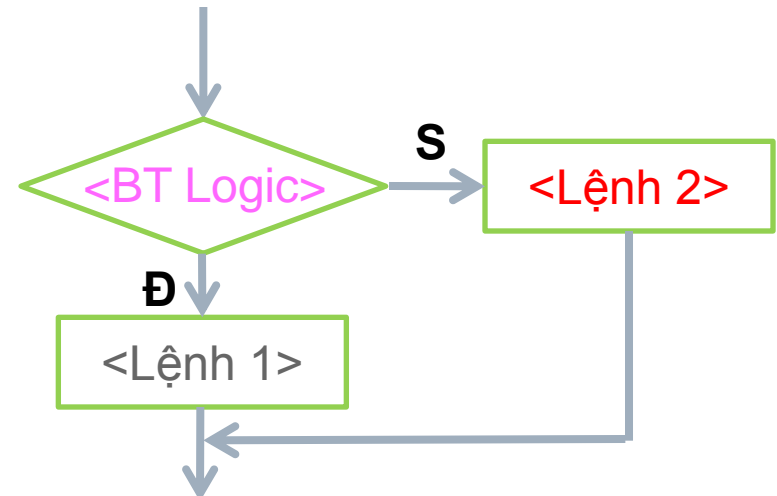 <BT Logic>
S
<Lệnh 2>
Đ
<Lệnh 1>